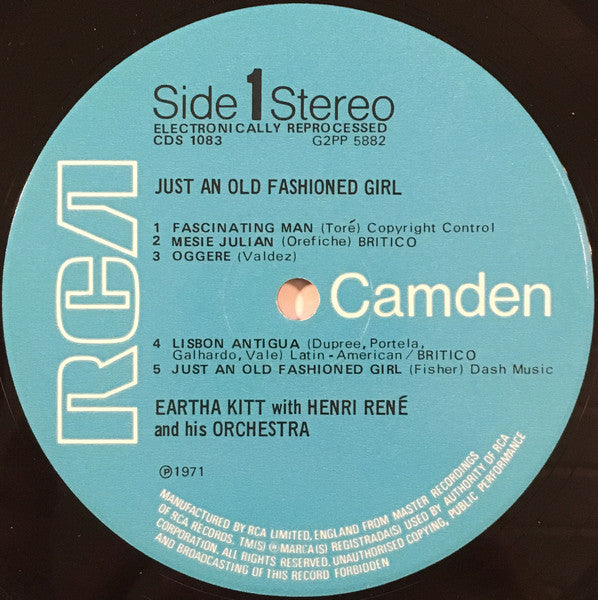 Side 1 Stereo
ELECTRONICALLY REPROCESSED
CDS 1083 G2PP 5882
JUST AN OLD FASHIONED GIRL
1 FASCINATING MAN (Toré) Copyright Control
2 MESIE JULIAN (Orefiche) BRITICO
3 OGGERE (Valdez)
RCA
Camden
4 LISBON ANTIGUA (Dupree, Portela,
Galhardo, Vale) Latin-American/BRITICO
5 JUST AN OLD FASHIONED GIRL (Fisher) Dash Music
EARTHA KITT with HENRI RENÉ
and his ORCHESTRA
℗1971
MANUFACTURED BY RCA LIMITED, ENGLAND FROM MASTER RECORDINGS
OF RCA RECORDS. TM(S) ® MARCA(S) REGISTRADA(S) USED BY AUTHORITY OF RCA
CORPORATION. ALL RIGHTS RESERVED. UNAUTHORISED COPYING, PUBLIC PERFORMANCE
AND BROADCASTING OF THIS RECORD FORBIDDEN